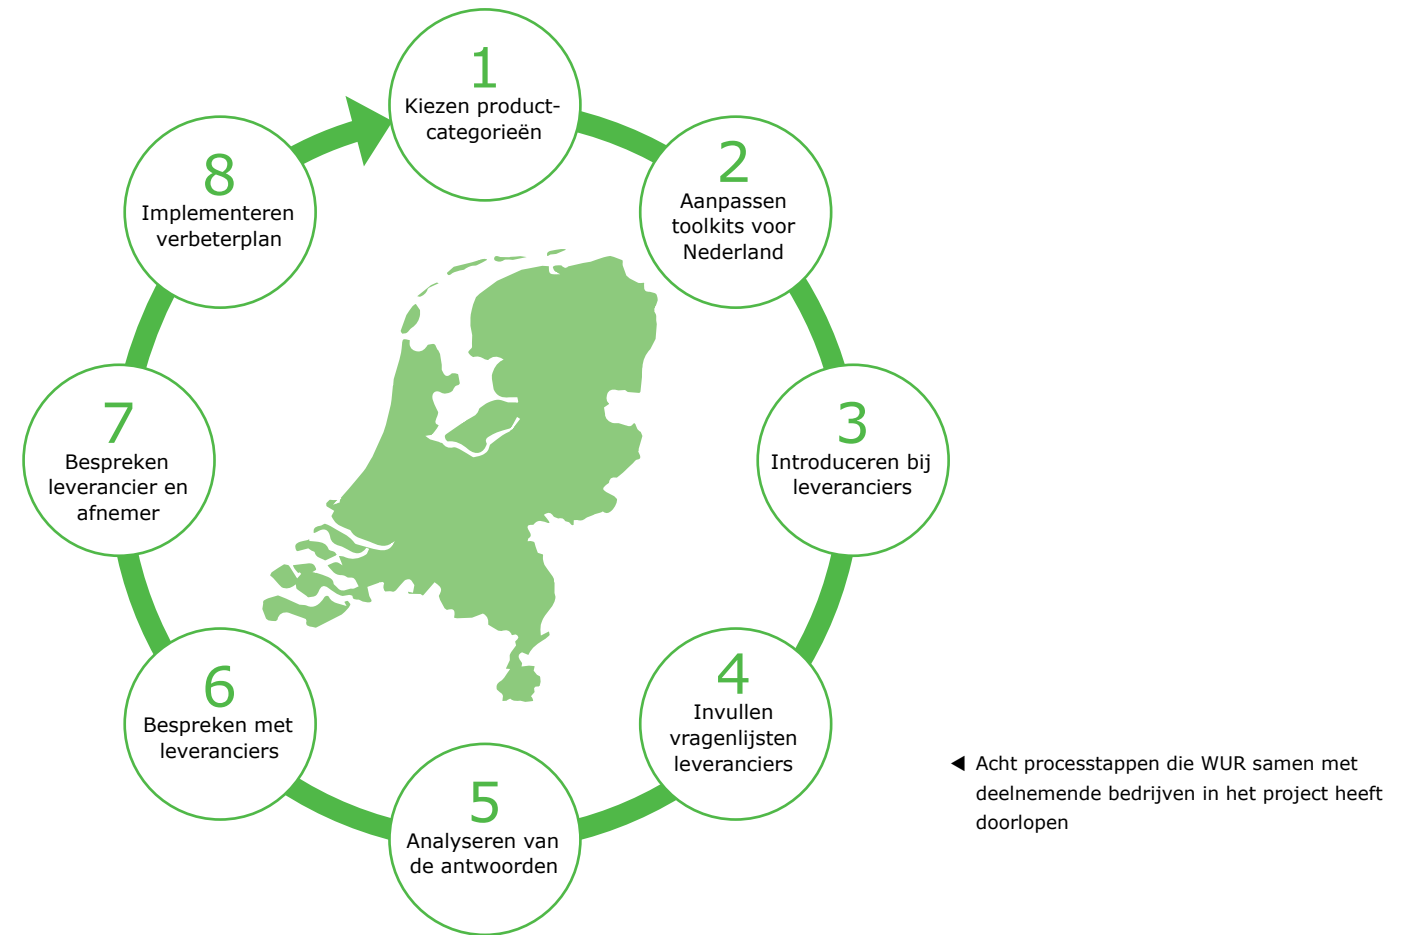 1
Kiezen product-
categorieën
2
Aanpassen
toolkits voor
Nederland
3
Introduceren bij
leveranciers
4
Invullen
vragenlijsten
leveranciers
5
Analyseren van
de antwoorden
6
Bespreken met
leveranciers
7
Bespreken
leverancier en
afnemer
8
Implementeren
verbeterplan
◀ Acht processtappen die WUR samen met
deelnemende bedrijven in het project heeft
doorlopen